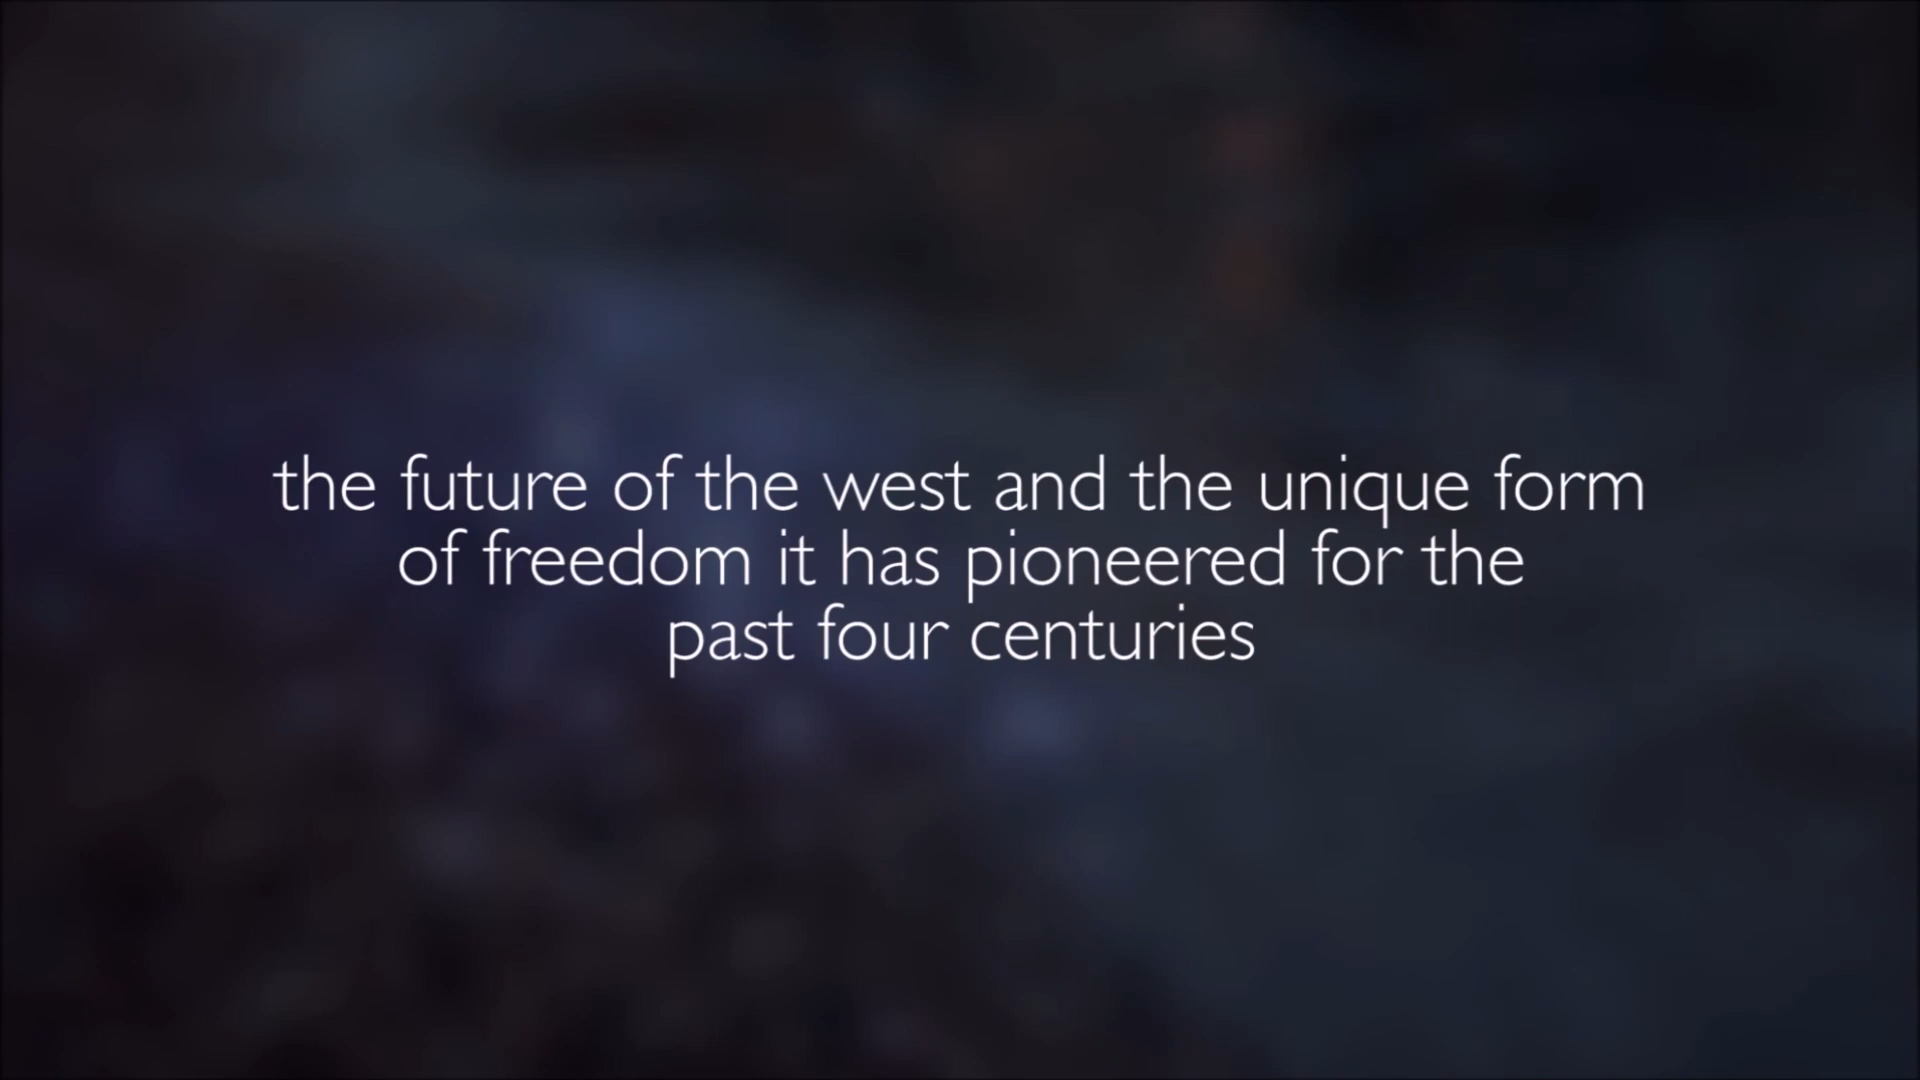 the future of the west and the unique form
of freedom it has pioneered for the
past four centuries